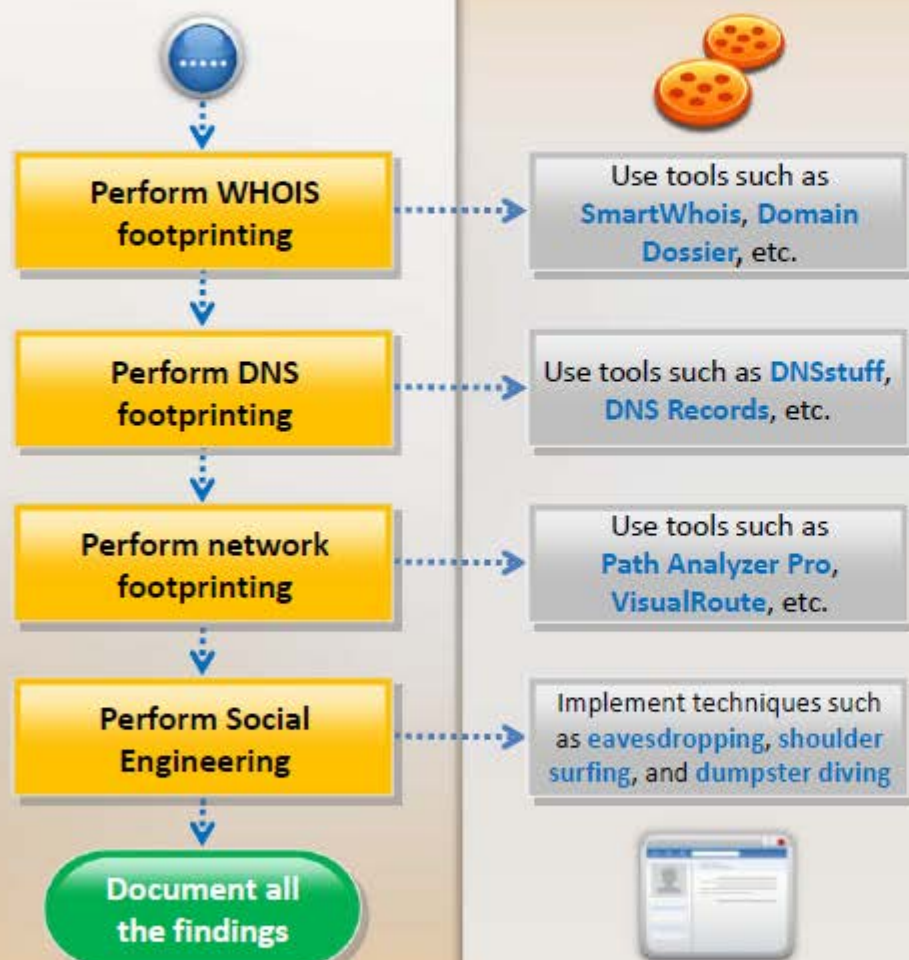 Perform WHOIS
footprinting
Use tools such as
SmartWhois, Domain
Dossier, etc.
Perform DNS
footprinting
Use tools such as DNSstuff,
DNS Records, etc.
Perform network
footprinting
Use tools such as
Path Analyzer Pro,
VisualRoute, etc.
Perform Social
Engineering
Implement techniques such
as eavesdropping, shoulder
surfing, and dumpster diving
Document all
the findings